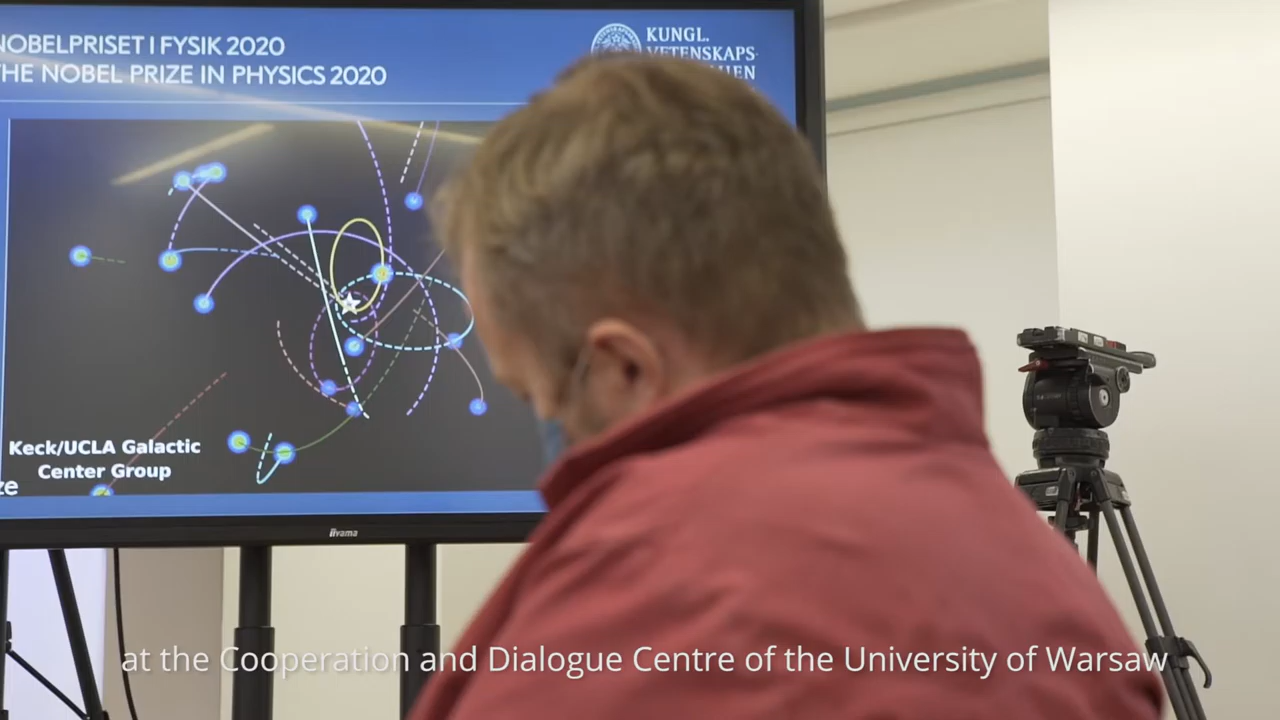 NOBELPRISET I FYSIK 2020
THE NOBEL PRIZE IN PHYSICS 2020
KUNGL.
VETENSKAPS-
Keck/UCLA Galactic
Center Group
iiyama
at the Cooperation and Dialogue Centre of the University of Warsaw